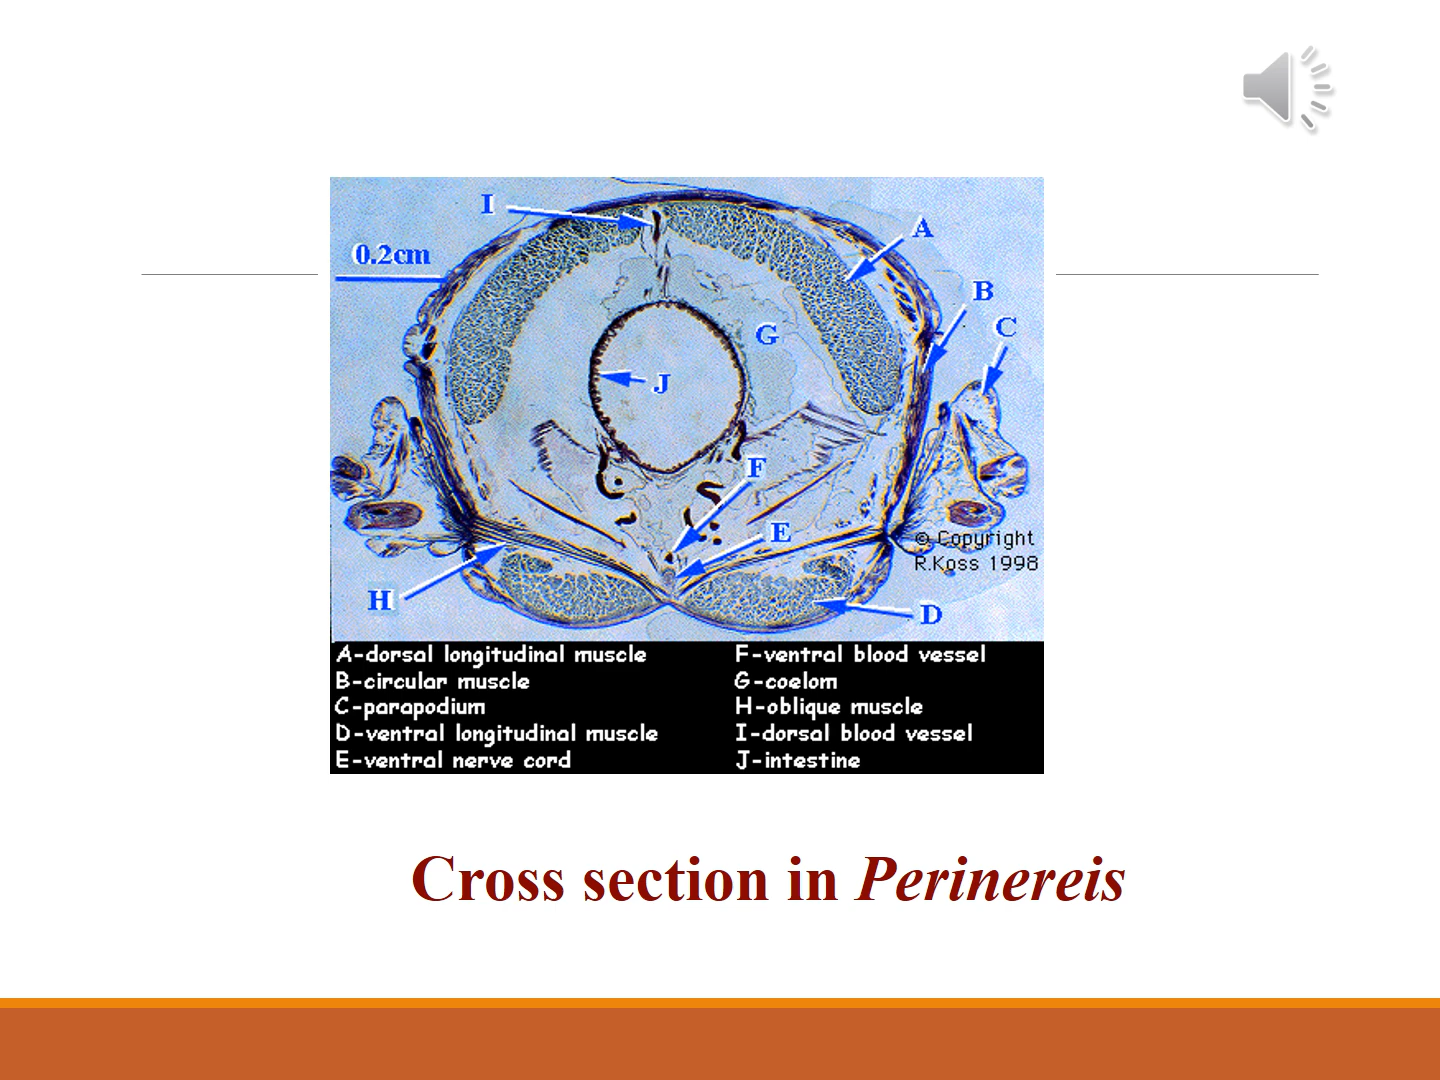 I
A
0.2cm
B
C
G
J
F
E
© Copyright
R.Koss 1998
H
D
A-dorsal longitudinal muscle
B-circular muscle
C-parapodium
D-ventral longitudinal muscle
E-ventral nerve cord
F-ventral blood vessel
G-coelom
H-oblique muscle
I-dorsal blood vessel
J-intestine
Cross section in Perinereis